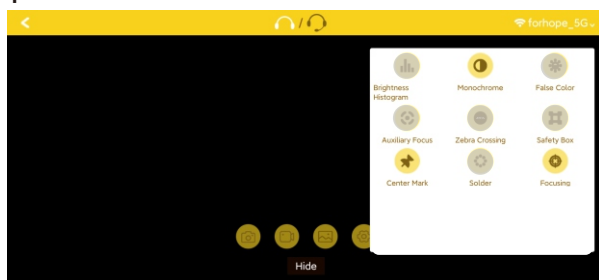 forhope_5G
Brightness
Histogram
Monochrome
False Color
Auxiliary Focus
Zebra Crossing
Safety Box
Center Mark
Solder
Focusing
Hide